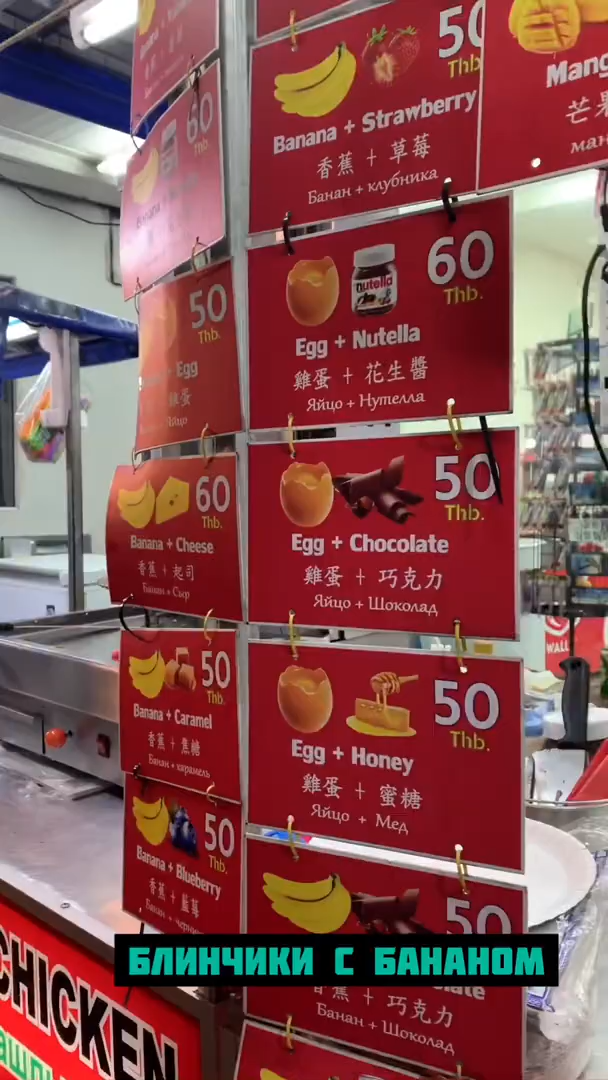 50
Thb.
Banana + Strawberry
香蕉 + 草莓
Банан + клубника
60
Thb.
nutella
Egg + Nutella
雞蛋 + 花生醬
Яйцо + Нутелла
50
Thb.
Egg + Chocolate
雞蛋 + 巧克力
Яйцо + Шоколад
50
Thb.
Egg + Honey
雞蛋 + 蜜糖
Яйцо + Мед
50
香蕉 + 巧克力
Банан + Шоколад
60
Thb.
50
Thb.
Egg
60
Thb.
Banana + Cheese
香蕉 + 起司
Банан + Сыр
50
Thb.
Banana + Caramel
香蕉 + 焦糖
Банан + карамель
50
Thb.
Banana + Blueberry
香蕉 + 藍莓
Банан +
CHICKEN
БЛИНЧИКИ С БАНАНОМ